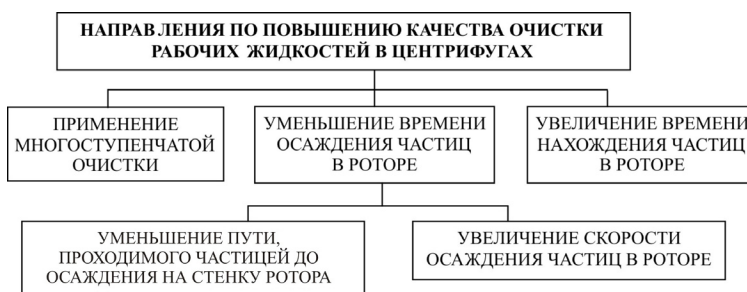 НАПРАВЛЕНИЯ ПО ПОВЫШЕНИЮ КАЧЕСТВА ОЧИСТКИ
РАБОЧИХ ЖИДКОСТЕЙ В ЦЕНТРИФУГАХ
ПРИМЕНЕНИЕ
МНОГОСТУПЕНЧАТОЙ
ОЧИСТКИ
УМЕНЬШЕНИЕ ВРЕМЕНИ
ОСАЖДЕНИЯ ЧАСТИЦ
В РОТОРЕ
УВЕЛИЧЕНИЕ ВРЕМЕНИ
НАХОЖДЕНИЯ ЧАСТИЦ
В РОТОРЕ
УМЕНЬШЕНИЕ ПУТИ,
ПРОХОДИМОГО ЧАСТИЦЕЙ ДО
ОСАЖДЕНИЯ НА СТЕНКУ РОТОРА
УВЕЛИЧЕНИЕ СКОРОСТИ
ОСАЖДЕНИЯ ЧАСТИЦ В РОТОРЕ